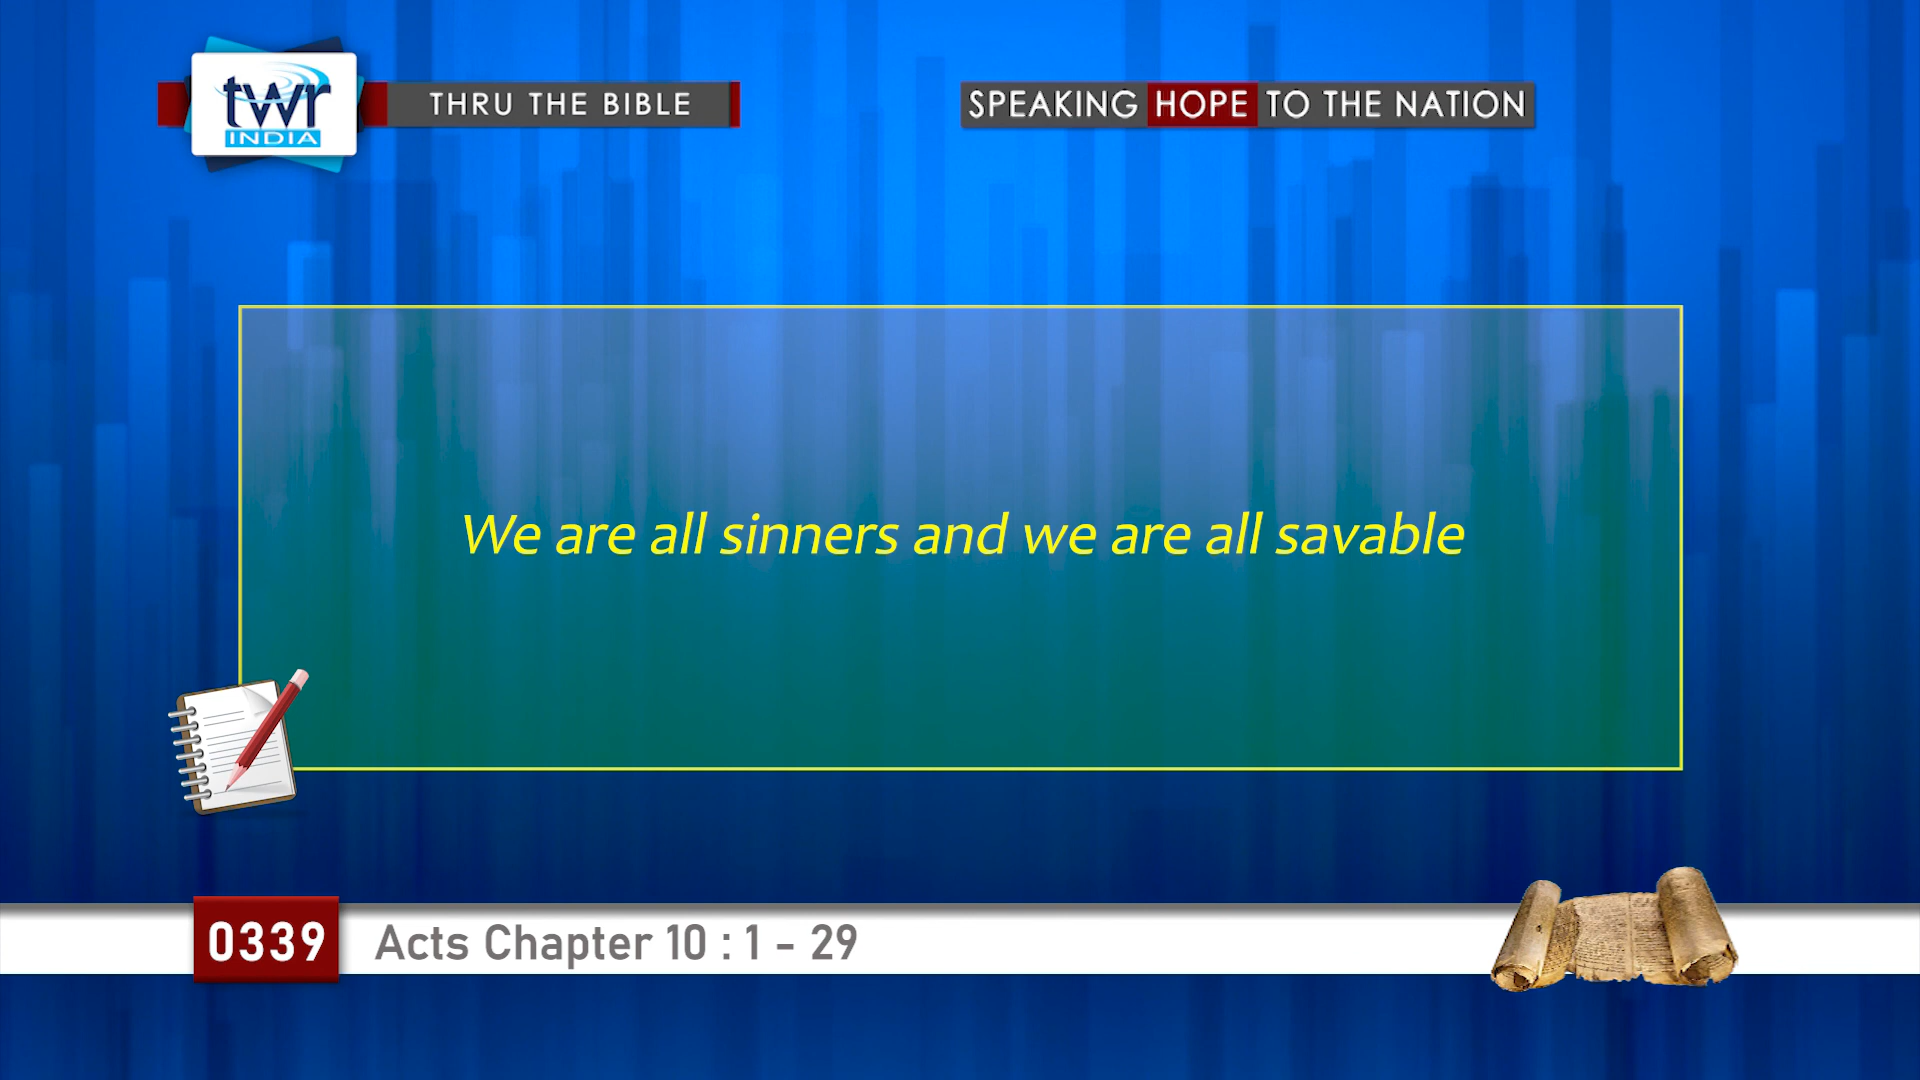 twr
INDIA
THRU THE BIBLE
SPEAKING HOPE TO THE NATION
We are all sinners and we are all savable
0339
Acts Chapter 10 : 1 - 29